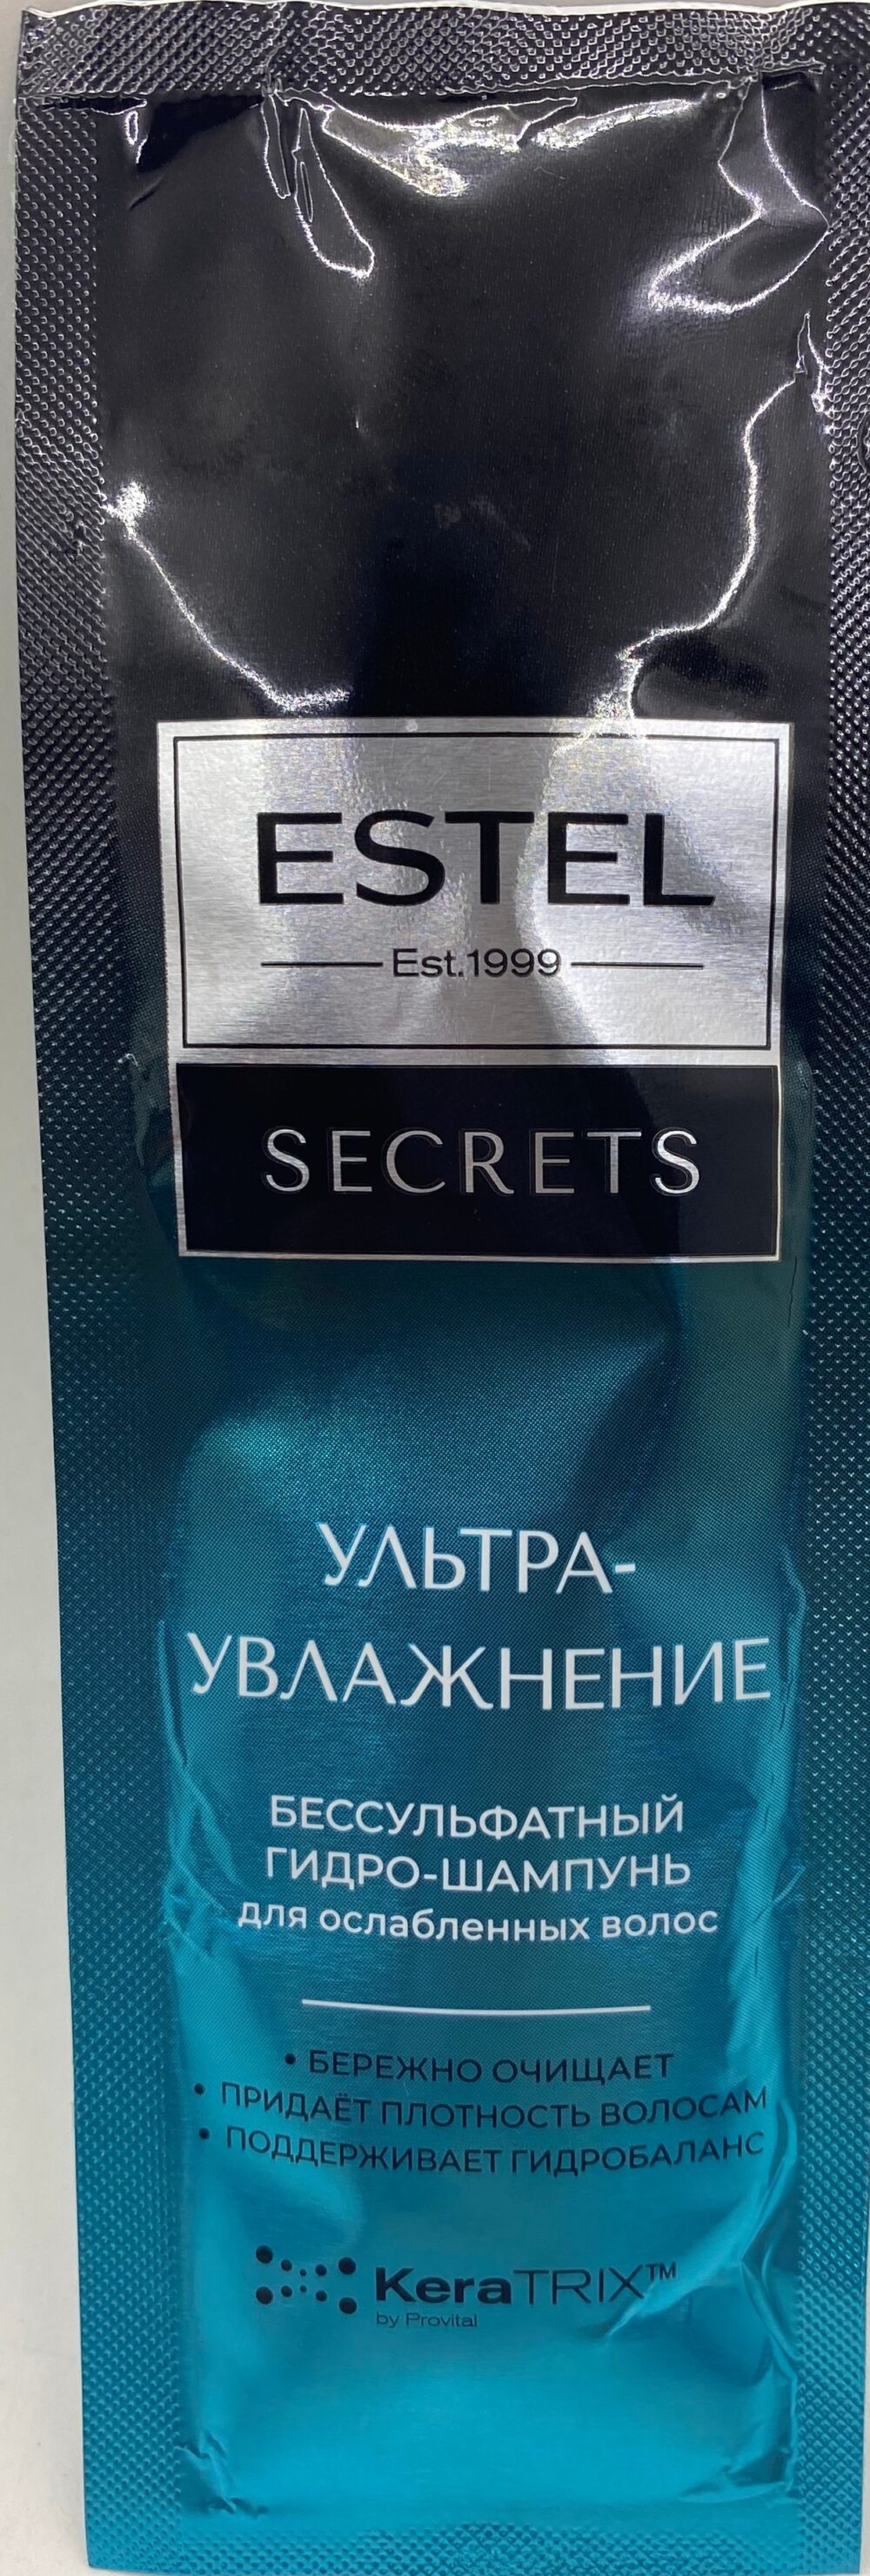 ESTEL
Est.1999
SECRETS
УЛЬТРА-
УВЛАЖНЕНИЕ
БЕССУЛЬФАТНЫЙ
ГИДРО-ШАМПУНЬ
для ослабленных волос
• БЕРЕЖНО ОЧИЩАЕТ
• ПРИДАЁТ ПЛОТНОСТЬ ВОЛОСАМ
• ПОДДЕРЖИВАЕТ ГИДРОБАЛАНС
KeraTRIX™
by Provital